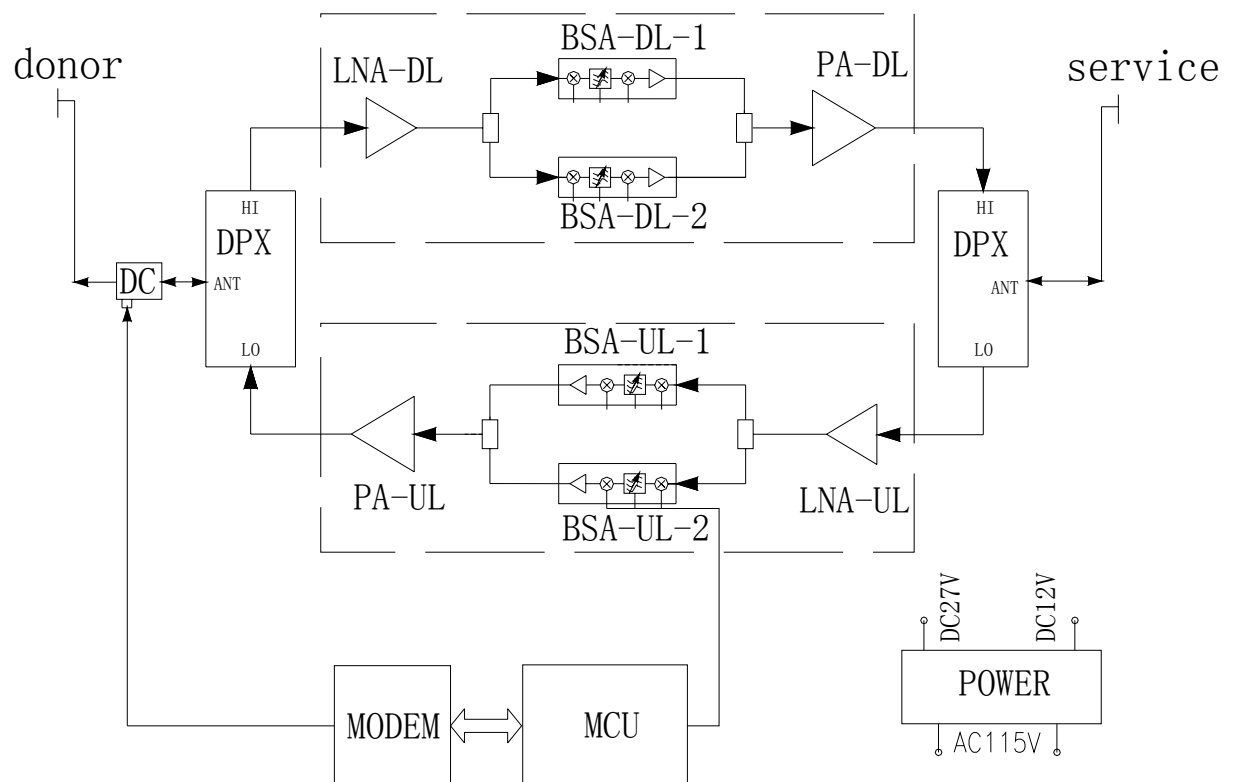 donor
LNA-DL
BSA-DL-1
PA-DL
service
BSA-DL-2
HI
DPX
ANT
LO
DC
HI
DPX
ANT
LO
BSA-UL-1
PA-UL
BSA-UL-2
LNA-UL
MODEM
MCU
DC27V
DC12V
POWER
AC115V